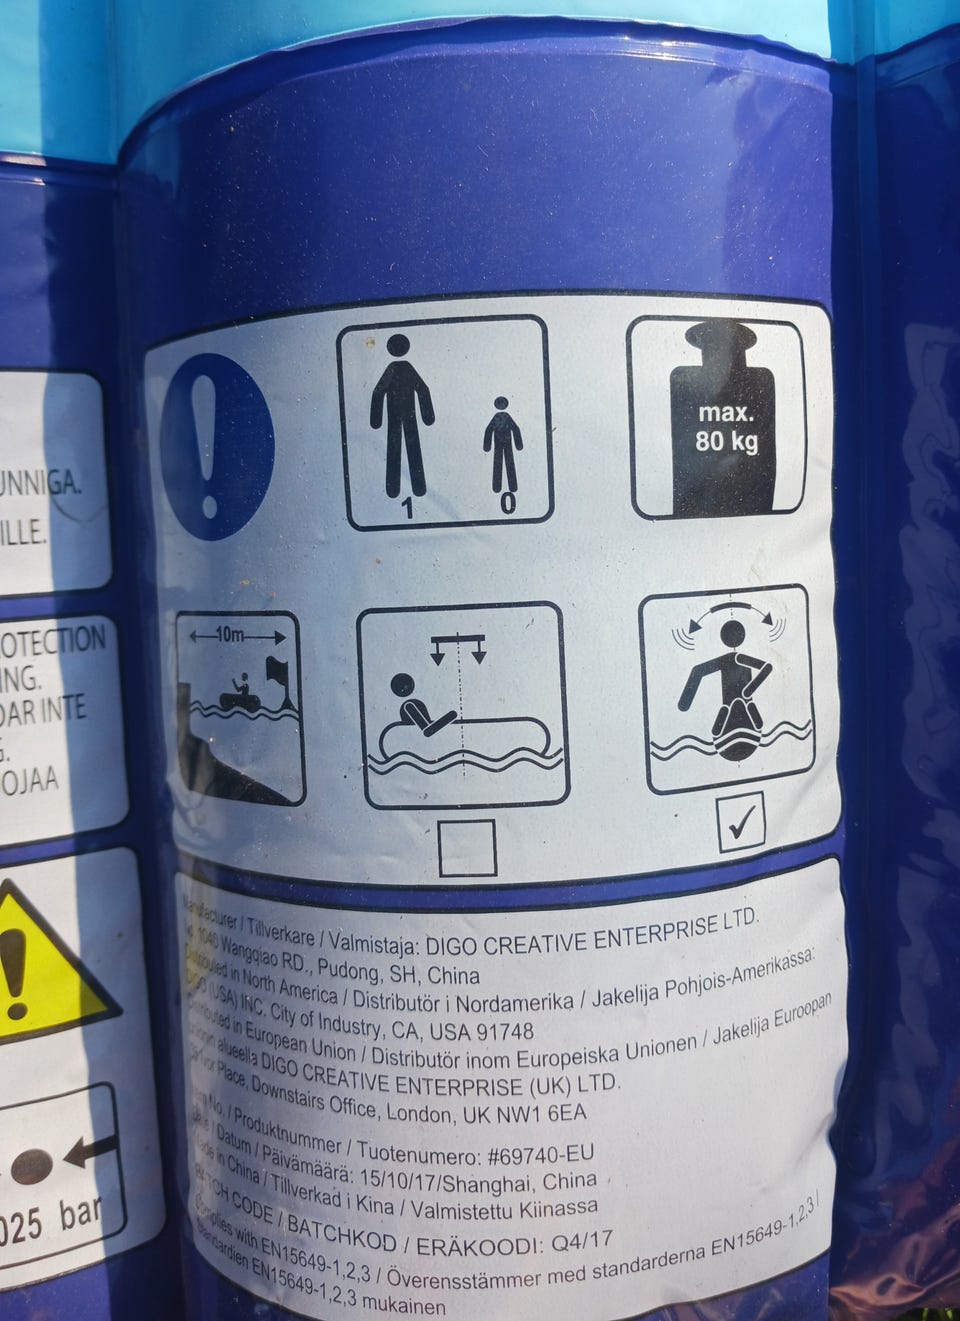 UNNIGA.
ILLE.
OTECTION
ING.
DAR INTE
G.
OJAA
025 bar
1 0
max.
80 kg
10m
Manufacturer / Tillverkare / Valmistaja: DIGO CREATIVE ENTERPRISE LTD.
1046 Wangqiao RD., Pudong, SH, China
Distributed in North America / Distributör i Nordamerika / Jakelija Pohjois-Amerikassa:
DIGO (USA) INC. City of Industry, CA, USA 91748
Distributed in European Union / Distributör inom Europeiska Unionen / Jakelija Euroopan
unionin alueella DIGO CREATIVE ENTERPRISE (UK) LTD.
Place, Downstairs Office, London, UK NW1 6EA
Item No. / Produktnummer / Tuotenumero: #69740-EU
Date / Datum / Päivämäärä: 15/10/17/Shanghai, China
Made in China / Tillverkad i Kina / Valmistettu Kiinassa
BATCH CODE / BATCHKOD / ERÄKOODI: Q4/17
Complies with EN15649-1,2,3 / Överensstämmer med standarderna EN15649-1,2,3 /
Standardien EN15649-1,2,3 mukainen